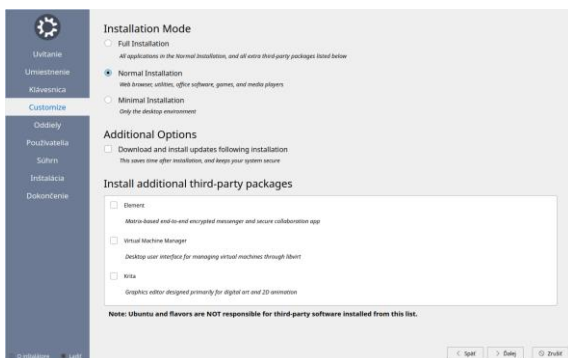 Uvítanie
Umiestnenie
Klávesnica
Customize
Oddiely
Používatelia
Súhrn
Inštalácia
Dokončenie
O inštalátore
Ladiť
Installation Mode
Full Installation
All applications in the Normal Installation, and all extra third-party packages listed below
Normal Installation
Web browser, utilities, office software, games, and media players
Minimal Installation
Only the desktop environment
Additional Options
Download and install updates following installation
This saves time after installation, and keeps your system secure
Install additional third-party packages
Element
Matrix-based end-to-end encrypted messenger and secure collaboration app
Virtual Machine Manager
Desktop user interface for managing virtual machines through libvirt
Krita
Graphics editor designed primarily for digital art and 2D animation
Note: Ubuntu and flavors are NOT responsible for third-party software installed from this list.
Späť
Ďalej
Zrušiť